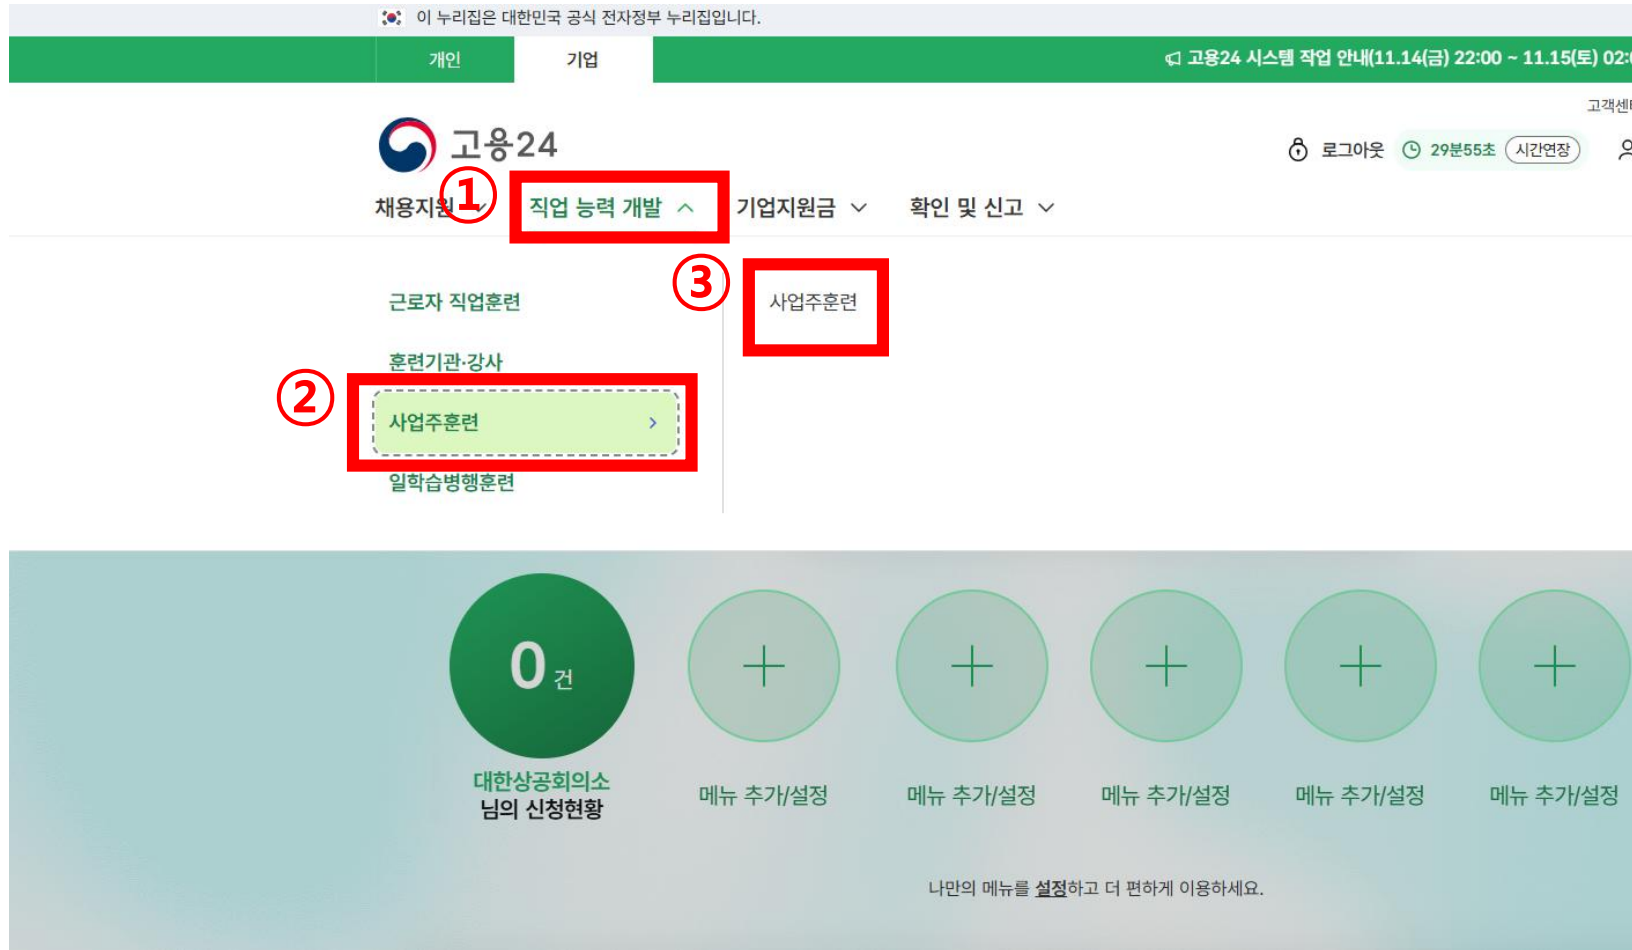 이 누리집은 대한민국 공식 전자정부 누리집입니다.
개인 기업 고용24 시스템 작업 안내(11.14(금) 22:00 ~ 11.15(토) 02:
고객센터
고용24 로그아웃 29분55초 시간연장
① 채용지원 직업 능력 개발 기업지원금 확인 및 신고
③
근로자 직업훈련 사업주훈련
훈련기관·강사
②
사업주훈련
일학습병행훈련
0 건
대한상공회의소
님의 신청현황
메뉴 추가/설정 메뉴 추가/설정 메뉴 추가/설정 메뉴 추가/설정 메뉴 추가/설정
나만의 메뉴를 설정하고 더 편하게 이용하세요.